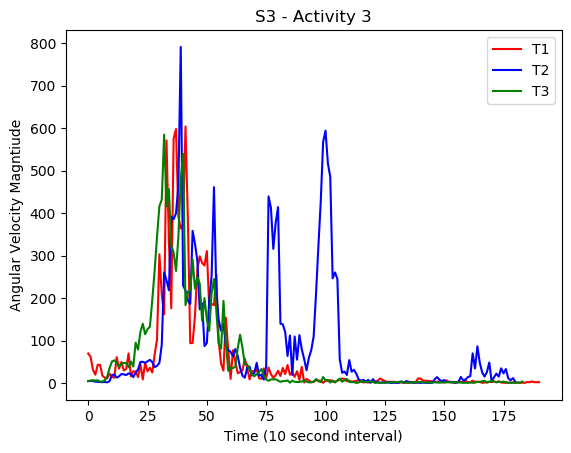 S3 - Activity 3
T1
T2
T3
Angular Velocity Magntiude
800
700
600
500
400
300
200
100
0
0 25 50 75 100 125 150 175
Time (10 second interval)